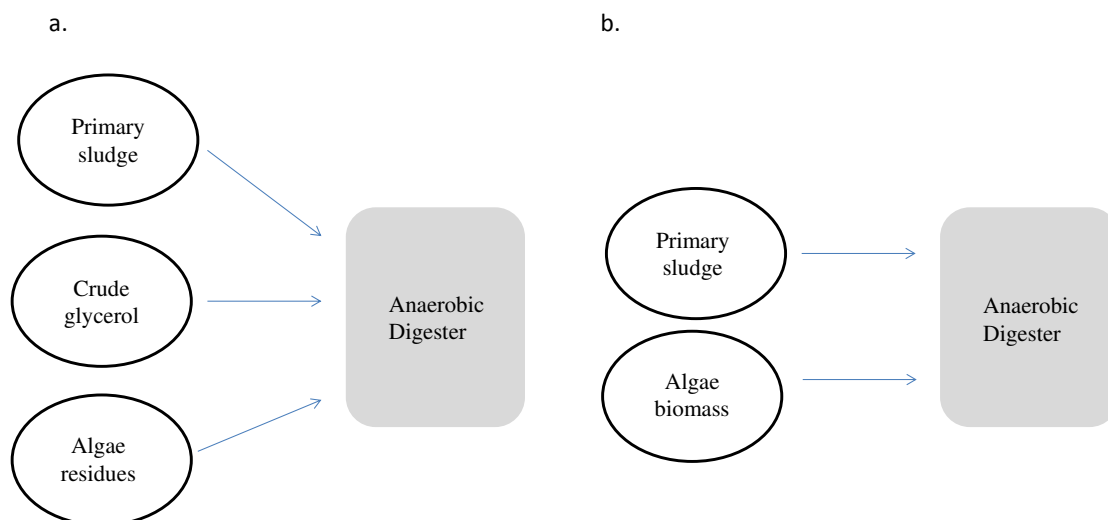 a.
Primary
sludge
Crude
glycerol
Algae
residues
Anaerobic
Digester
b.
Primary
sludge
Algae
biomass
Anaerobic
Digester